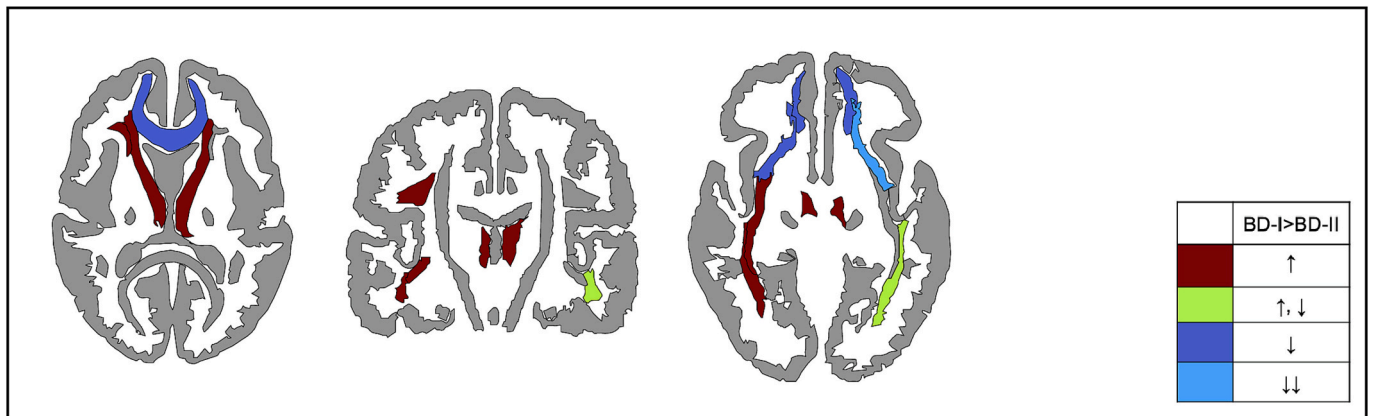 BD-I>BD-II
↑
↑, ↓
↓
↓↓